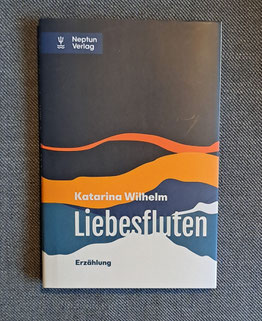 Neptun
Verlag
Katarina Wilhelm
Liebesfluten
Erzählung